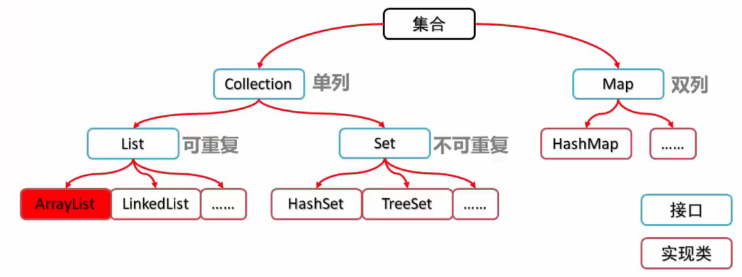 集合
Collection 单列
Map 双列
List 可重复
Set 不可重复
HashMap
……
ArrayList
LinkedList
……
HashSet
TreeSet
……
接口
实现类